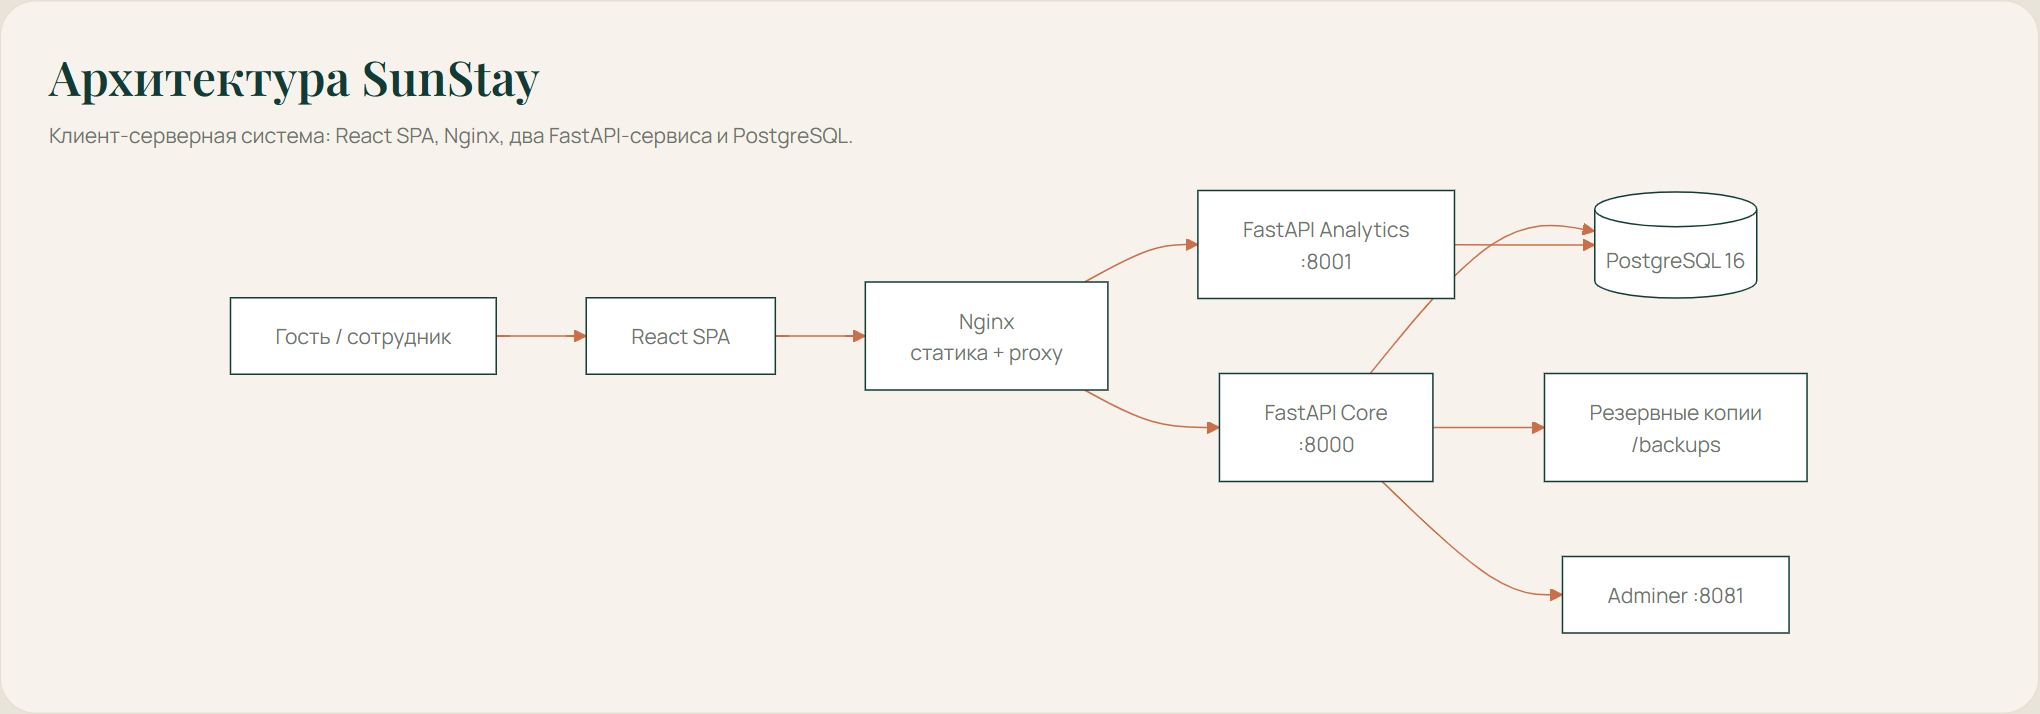 Архитектура SunStay
Клиент-серверная система: React SPA, Nginx, два FastAPI-сервиса и PostgreSQL.
Гость / сотрудник
React SPA
Nginx
статика + proxy
FastAPI Analytics
:8001
PostgreSQL 16
FastAPI Core
:8000
Резервные копии
/backups
Adminer :8081